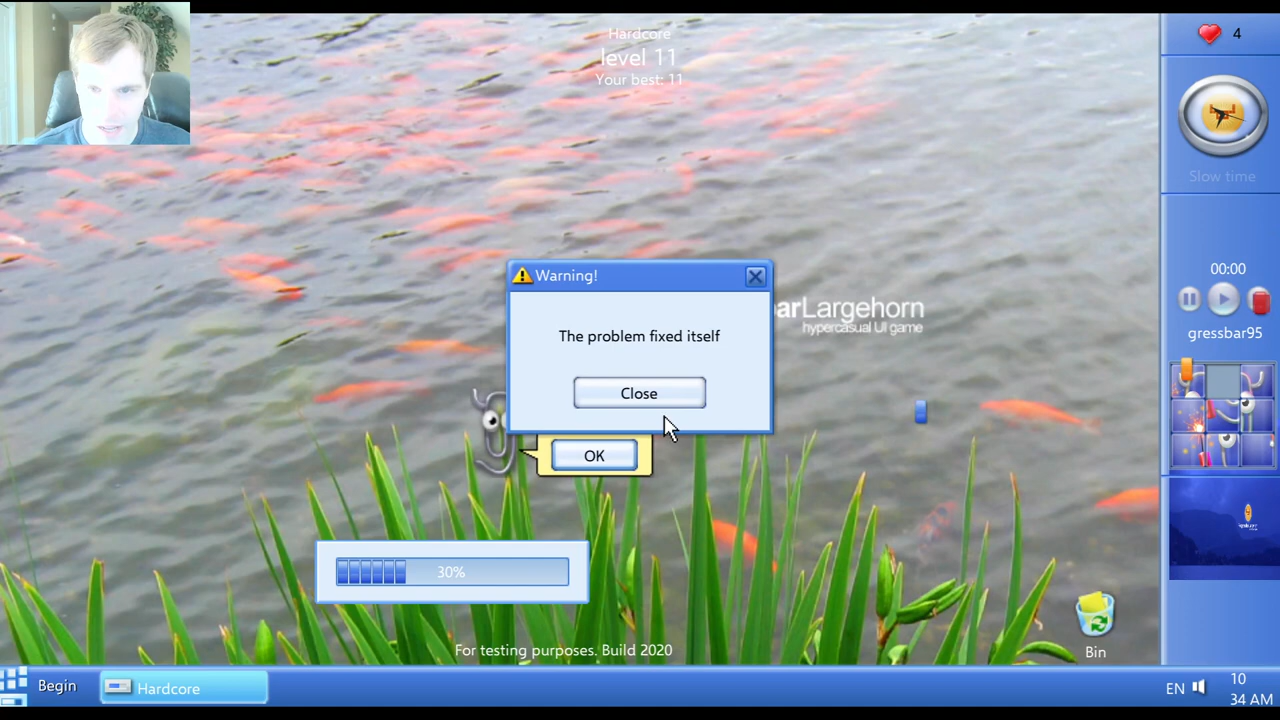 Hardcore
level 11
Your best: 11
4
Slow time
00:00
gressbar95
Warning!
The problem fixed itself
Close
arLargehorn
hypercasual UI game
OK
30%
For testing purposes. Build 2020
Bin
Begin
Hardcore
EN
10
34 AM